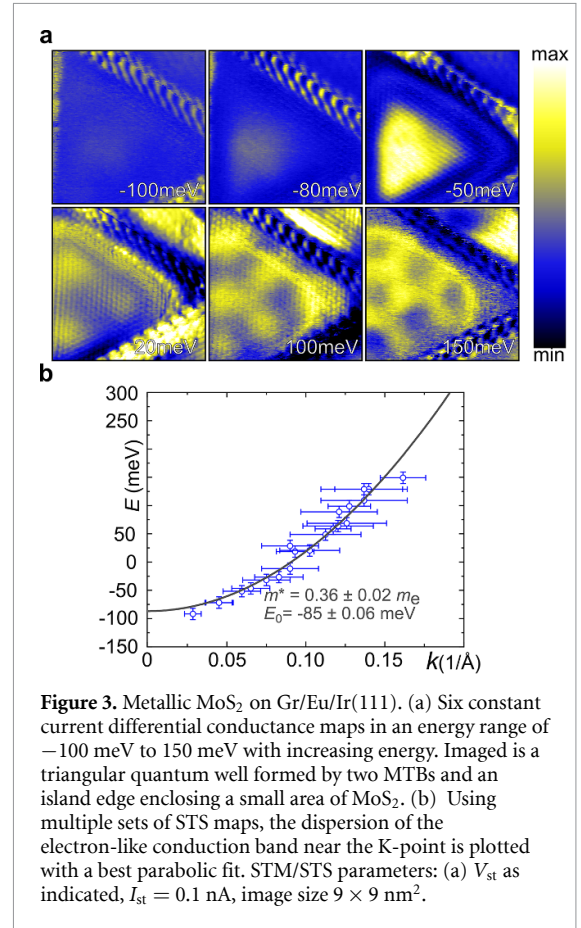 a
max
-100meV
-80meV
-50meV
20meV
100meV
150meV
min
b
300
250
E (meV)
50
0
-50
-100
-150
m* = 0.36 ± 0.02 mₑ
E₀= -85 ± 0.06 meV
0
0.05
0.10
0.15
k(1/Å)
Figure 3. Metallic MoS₂ on Gr/Eu/Ir(111). (a) Six constant
current differential conductance maps in an energy range of
−100 meV to 150 meV with increasing energy. Imaged is a
triangular quantum well formed by two MTBs and an
island edge enclosing a small area of MoS₂. (b) Using
multiple sets of STS maps, the dispersion of the
electron-like conduction band near the K-point is plotted
with a best parabolic fit. STM/STS parameters: (a) Vₛₜ as
indicated, Iₛₜ = 0.1 nA, image size 9 × 9 nm².